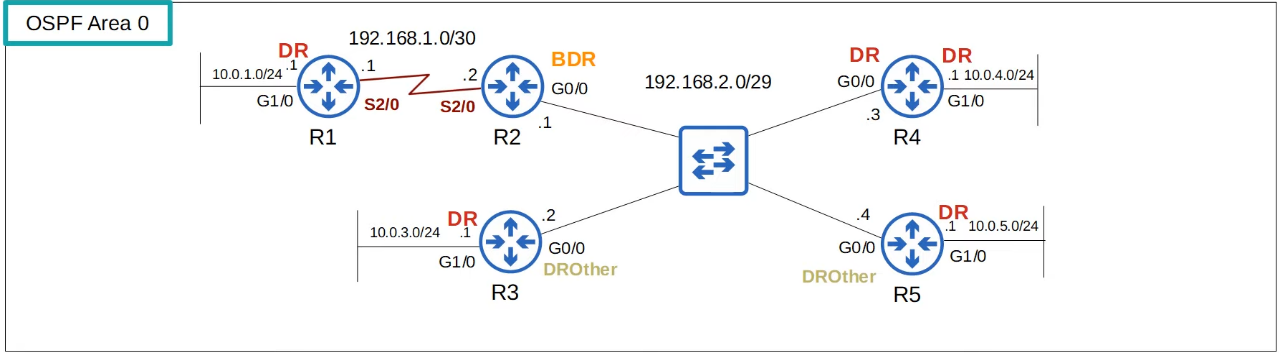 OSPF Area 0
192.168.1.0/30
DR
.1
10.0.1.0/24
.1
G1/0
S2/0
R1
.2
S2/0
BDR
G0/0
.1
R2
192.168.2.0/29
DR
DR
G0/0
.1 10.0.4.0/24
G1/0
.3
R4
DR
10.0.3.0/24 .1
G1/0
.2
G0/0
DROther
R3
.4
DR
.1 10.0.5.0/24
G0/0
G1/0
DROther
R5